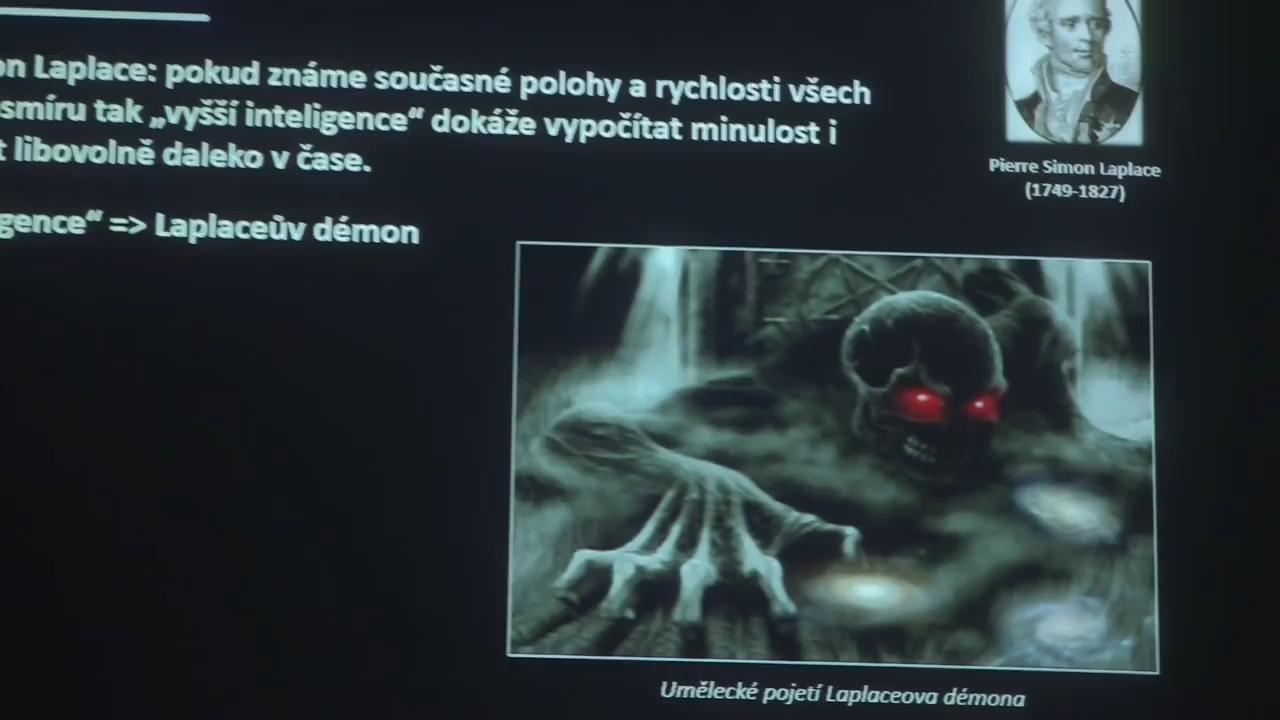 on Laplace: pokud známe současné polohy a rychlosti všech
smíru tak „vyšší inteligence“ dokáže vypočítat minulost i
t libovolně daleko v čase.
gence“ => Laplaceův démon
Pierre Simon Laplace
(1749-1827)
Umělecké pojetí Laplaceova démona